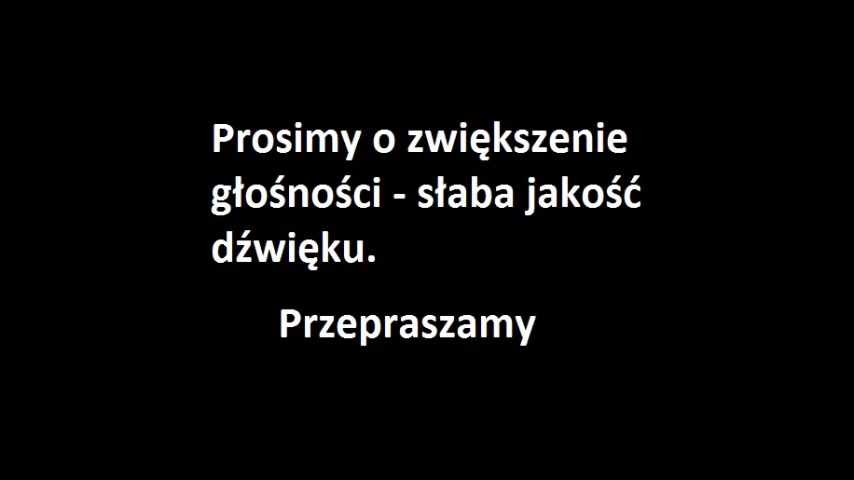 Prosimy o zwiększenie
głośności - słaba jakość
dźwięku.
Przepraszamy